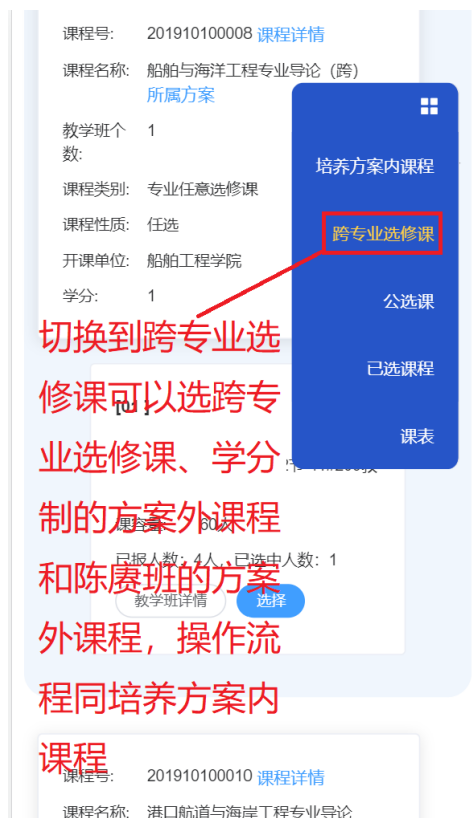 课程号: 201910100008 课程详情
课程名称: 船舶与海洋工程专业导论（跨）
所属方案
教学班个数: 1
课程类别: 专业任意选修课
课程性质: 任选
开课单位: 船舶工程学院
学分: 1
培养方案内课程
跨专业选修课
公选课
已选课程
课表
切换到跨专业选
修课可以选跨专
业选修课、学分
制的方案外课程
和陈赓班的方案
外课程，操作流
程同培养方案内
课程
[01]
课容量: 60人
已报人数: 4人，已选中人数: 1
教学班详情
选择
课程号: 201910100010 课程详情
课程名称: 港口航道与海岸工程专业导论